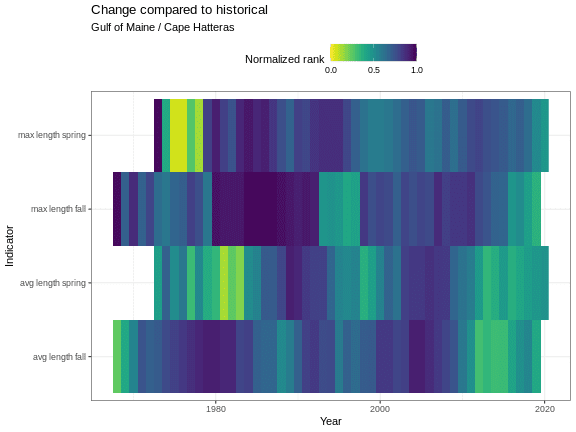 Change compared to historical
Gulf of Maine / Cape Hatteras
Normalized rank
0.0 0.5 1.0
max length spring
max length fall
avg length spring
avg length fall
Indicator
1980 2000 2020
Year